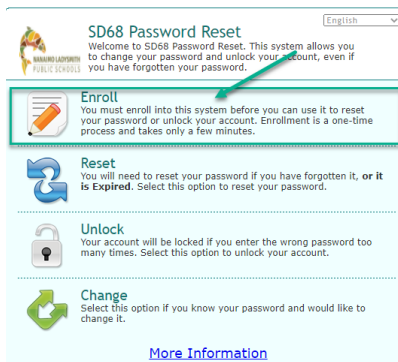 English
SD68 Password Reset
Welcome to SD68 Password Reset. This system allows you
to change your password and unlock your account, even if
you have forgotten your password.
NANAIMO LADYSMITH
PUBLIC SCHOOLS
Enroll
You must enroll into this system before you can use it to reset
your password or unlock your account. Enrollment is a one-time
process and takes only a few minutes.
Reset
You will need to reset your password if you have forgotten it, or it
is Expired. Select this option to reset your password.
Unlock
Your account will be locked if you enter the wrong password too
many times. Select this option to unlock your account.
Change
Select this option if you know your password and would like to
change it.
More Information